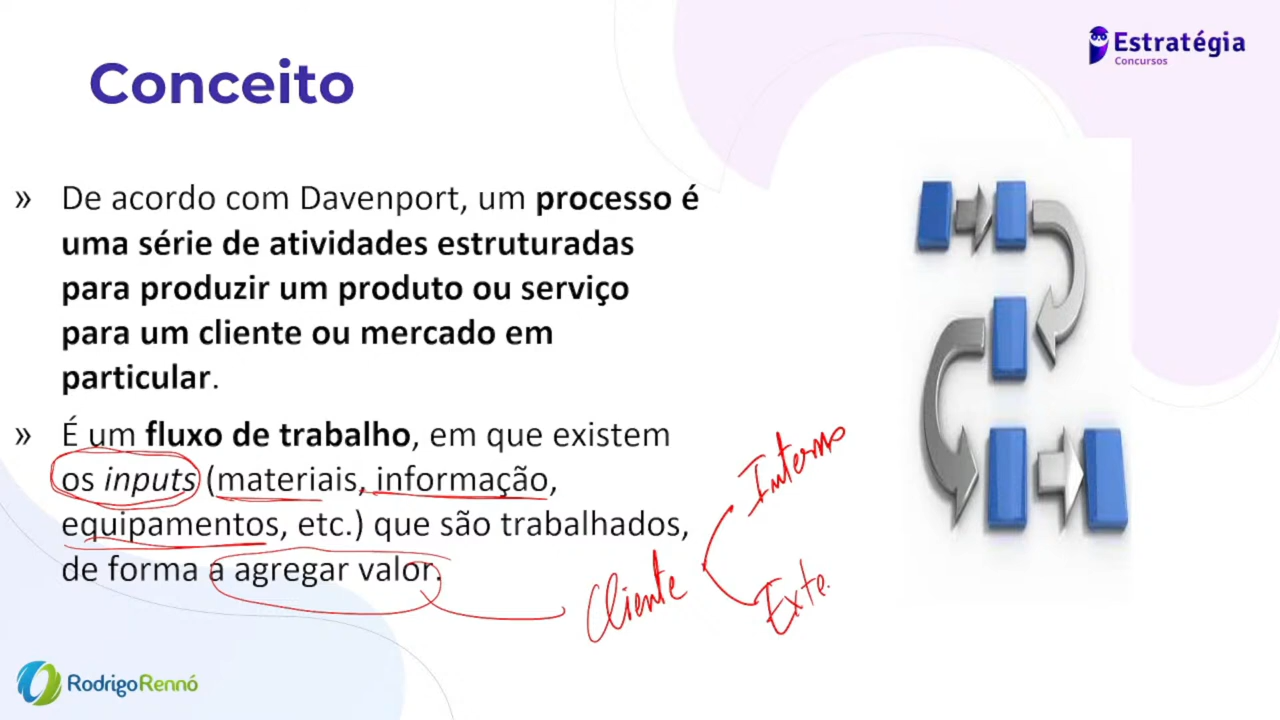 Estratégia
Concursos
Conceito
» De acordo com Davenport, um processo é
uma série de atividades estruturadas
para produzir um produto ou serviço
para um cliente ou mercado em
particular.
» É um fluxo de trabalho, em que existem
os inputs (materiais, informação,
equipamentos, etc.) que são trabalhados,
de forma a agregar valor.
Interno
Cliente
Exte.
RodrigoRennó